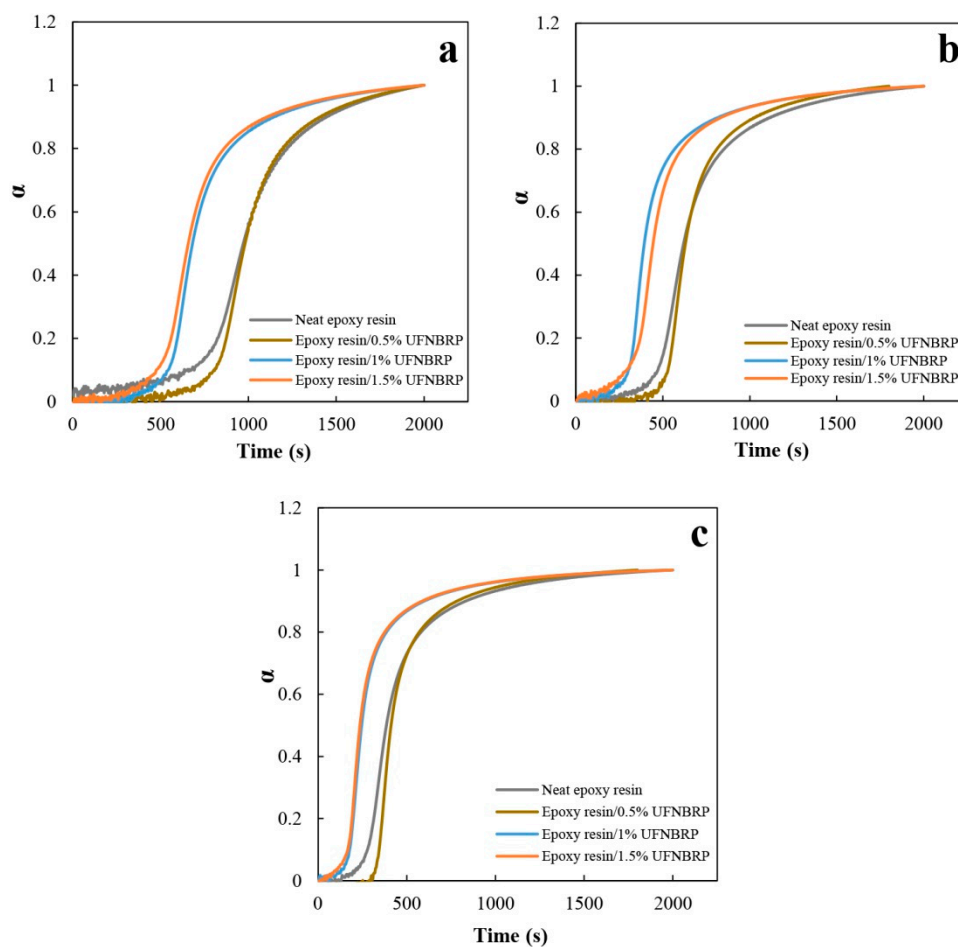 a
1.2
1
0.8
0.6
0.4
0.2
0
α
0
500
1000
1500
2000
Time (s)
Neat epoxy resin
Epoxy resin/0.5% UFNBRP
Epoxy resin/1% UFNBRP
Epoxy resin/1.5% UFNBRP
b
1.2
1
0.8
0.6
0.4
0.2
0
α
0
500
1000
1500
2000
Time (s)
Neat epoxy resin
Epoxy resin/0.5% UFNBRP
Epoxy resin/1% UFNBRP
Epoxy resin/1.5% UFNBRP
c
1.2
1
0.8
0.6
0.4
0.2
0
α
0
500
1000
1500
2000
Time (s)
Neat epoxy resin
Epoxy resin/0.5% UFNBRP
Epoxy resin/1% UFNBRP
Epoxy resin/1.5% UFNBRP